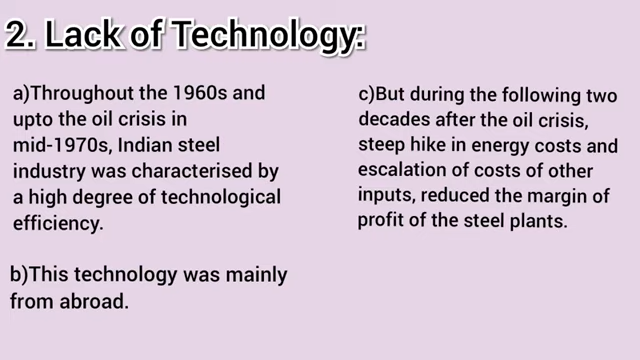 2. Lack of Technology:
a)Throughout the 1960s and
upto the oil crisis in
mid-1970s, Indian steel
industry was characterised by
a high degree of technological
efficiency.
b)This technology was mainly
from abroad.
c)But during the following two
decades after the oil crisis,
steep hike in energy costs and
escalation of costs of other
inputs, reduced the margin of
profit of the steel plants.